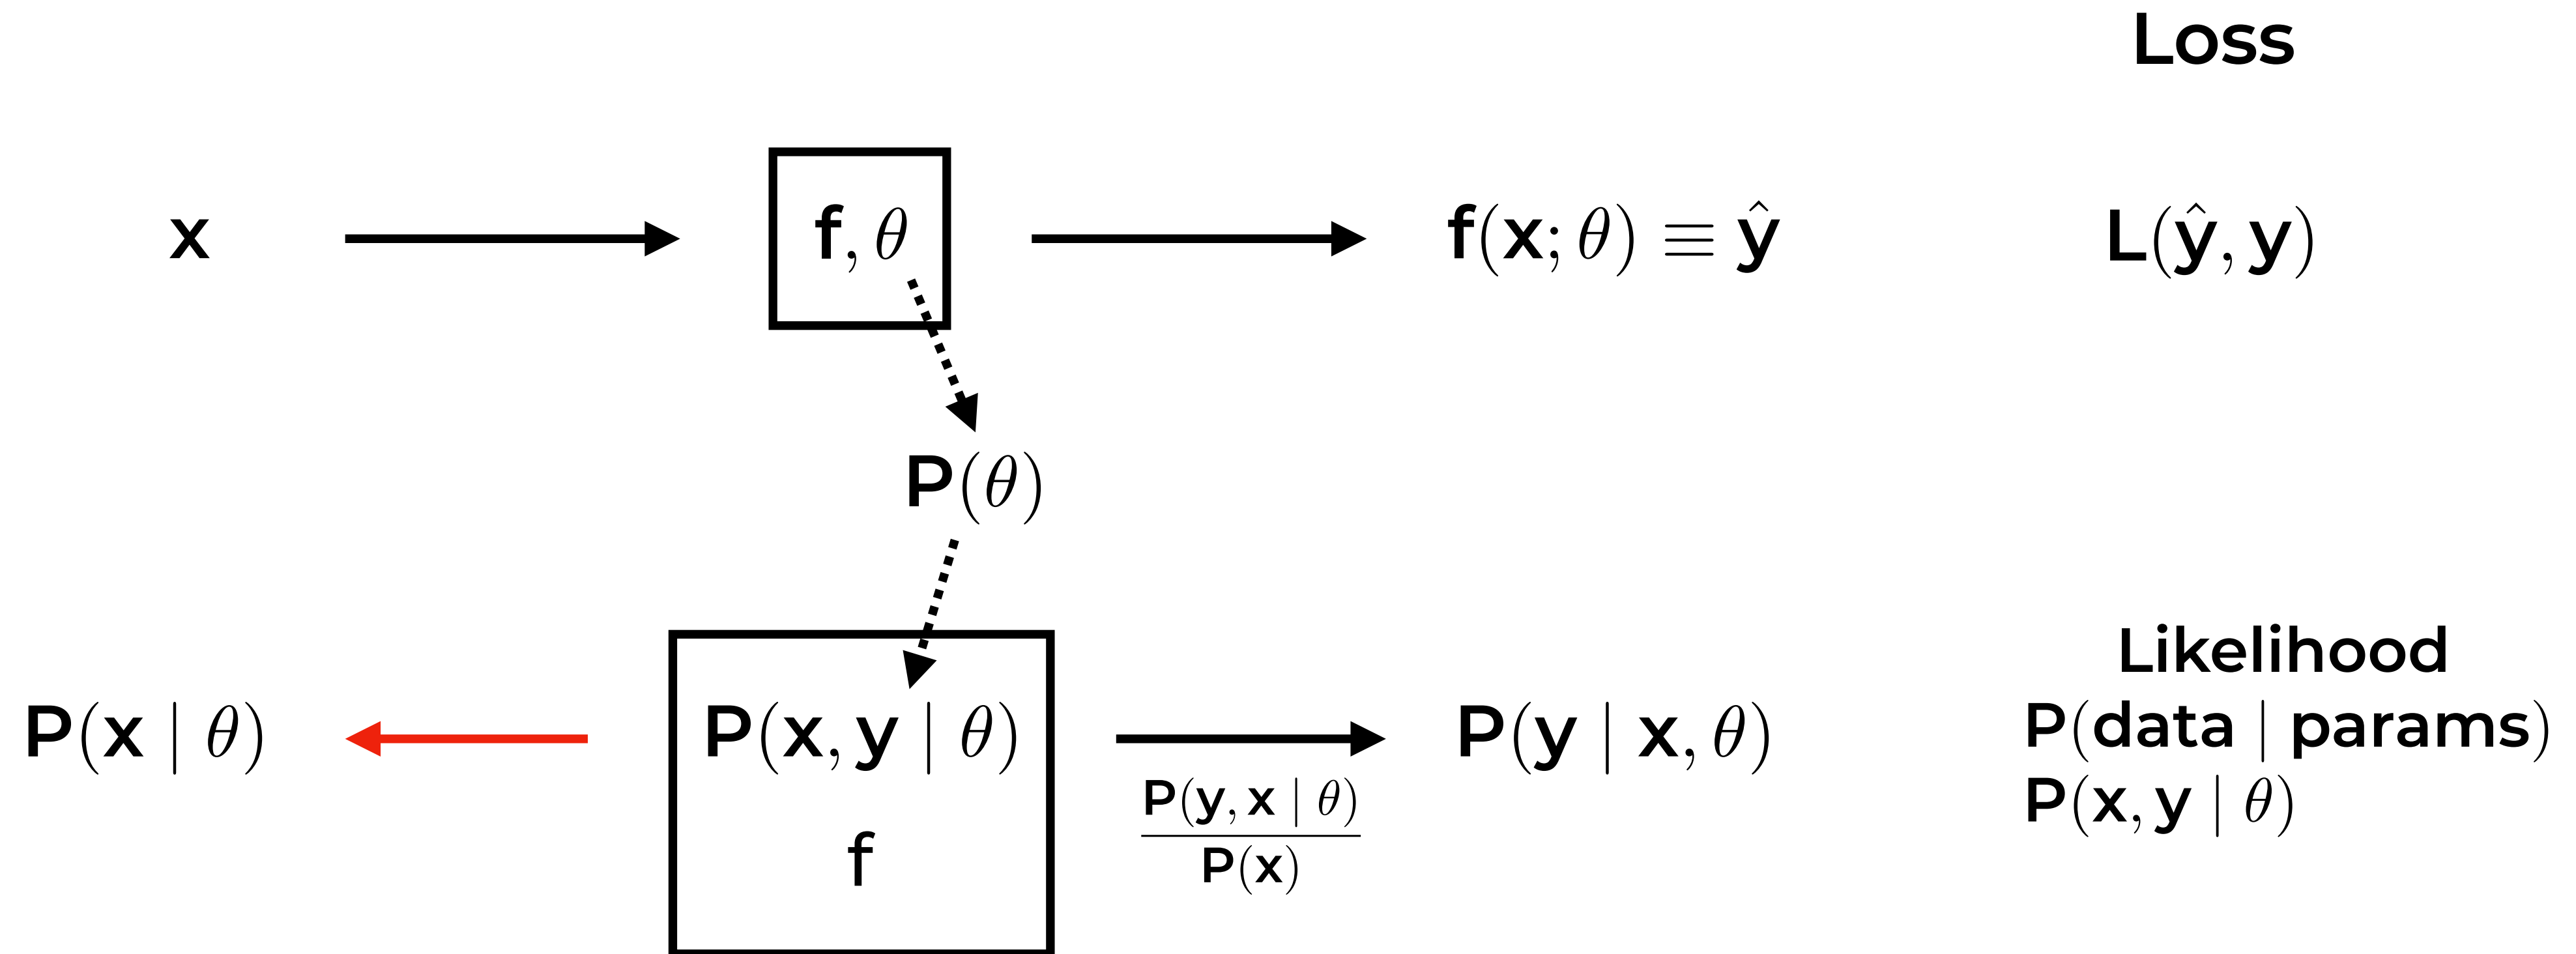 Loss
x
f, θ
f(x; θ) ≡ ŷ
L(ŷ, y)
P(θ)
Likelihood
P(x | θ)
P(x, y | θ)
P(y | x, θ)
P(data | params)
P(y, x | θ)
P(x)
P(x, y | θ)
f